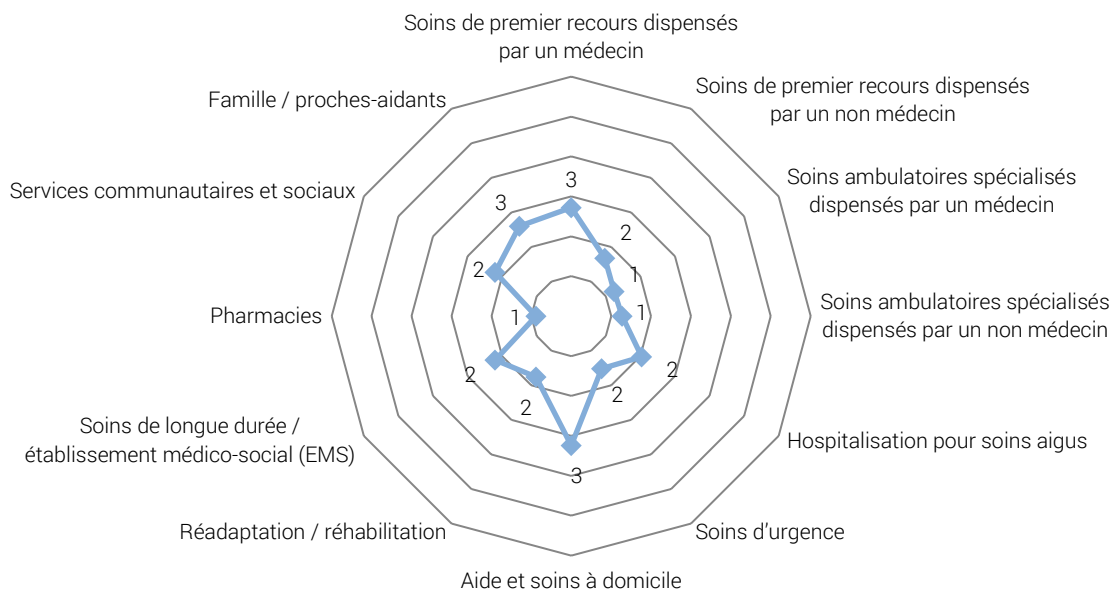 Soins de premier recours dispensés
par un médecin
Soins de premier recours dispensés
par un non médecin
Famille / proches-aidants
Soins ambulatoires spécialisés
dispensés par un médecin
Services communautaires et sociaux
3
3
2
1
2
Soins ambulatoires spécialisés
dispensés par un non médecin
Pharmacies
1
1
2
2
2
2
3
Soins de longue durée /
établissement médico-social (EMS)
Hospitalisation pour soins aigus
Réadaptation / réhabilitation
Soins d'urgence
Aide et soins à domicile